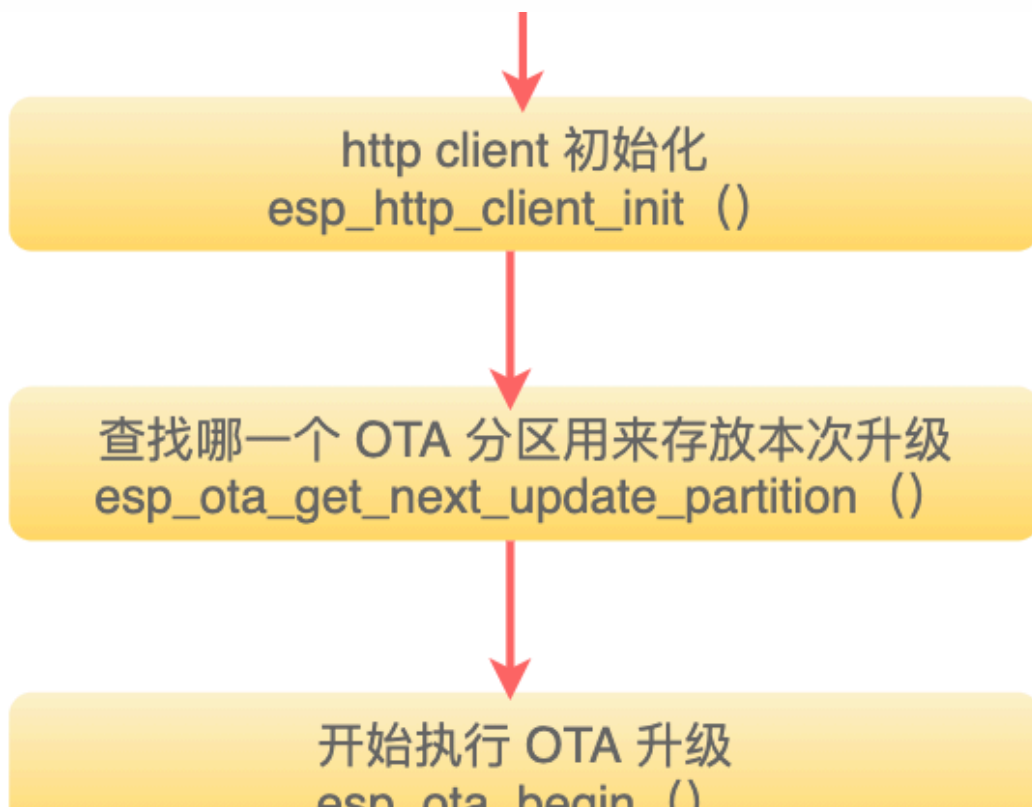 http client 初始化
esp_http_client_init（）
查找哪一个 OTA 分区用来存放本次升级
esp_ota_get_next_update_partition（）
开始执行 OTA 升级
esp_ota_begin（）